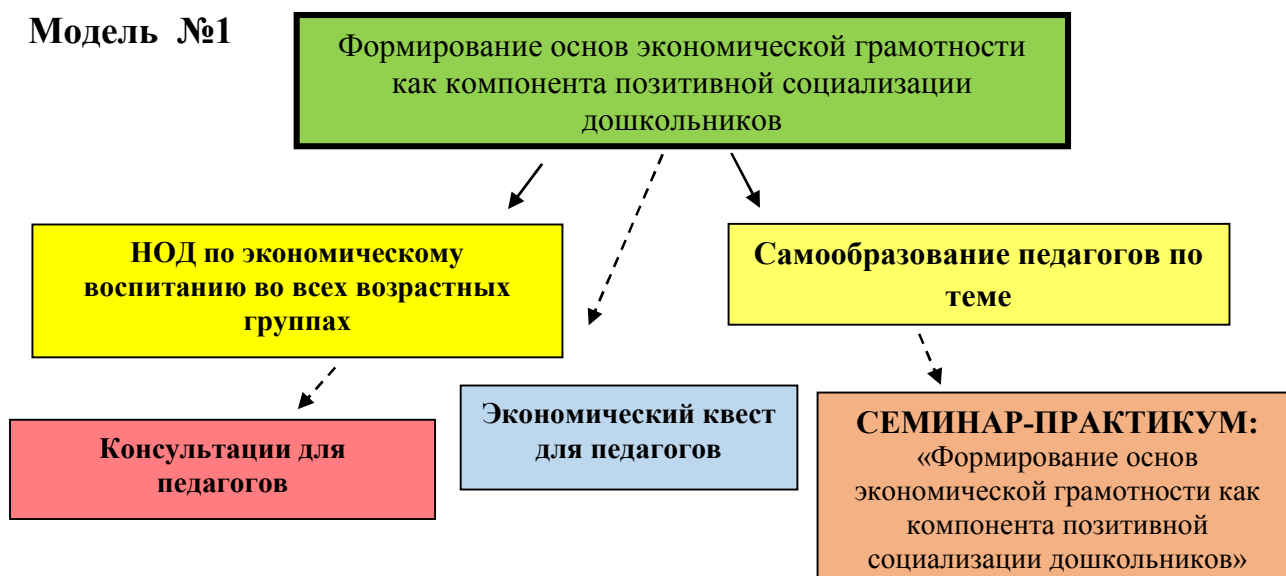 Модель №1
Формирование основ экономической грамотности
как компонента позитивной социализации
дошкольников
НОД по экономическому
воспитанию во всех возрастных
группах
Самообразование педагогов по
теме
Консультации для
педагогов
Экономический квест
для педагогов
СЕМИНАР-ПРАКТИКУМ:
«Формирование основ
экономической грамотности как
компонента позитивной
социализации дошкольников»